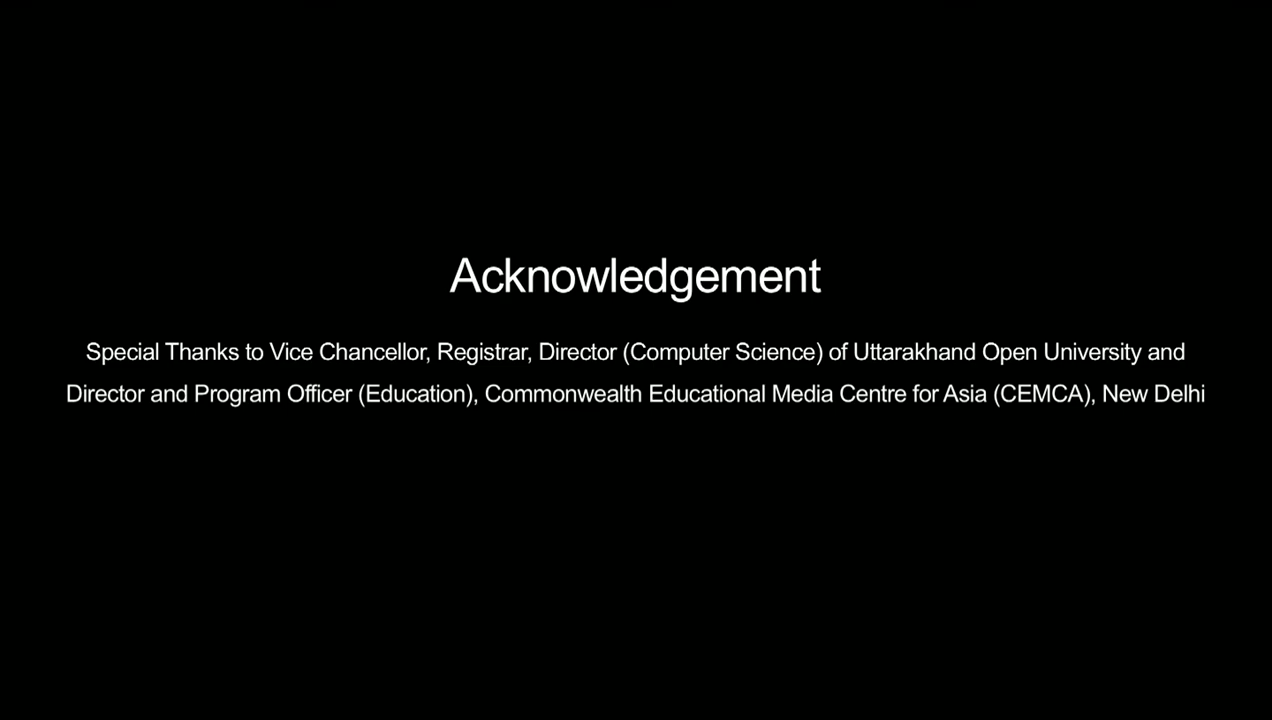 Acknowledgement
Special Thanks to Vice Chancellor, Registrar, Director (Computer Science) of Uttarakhand Open University and
Director and Program Officer (Education), Commonwealth Educational Media Centre for Asia (CEMCA), New Delhi